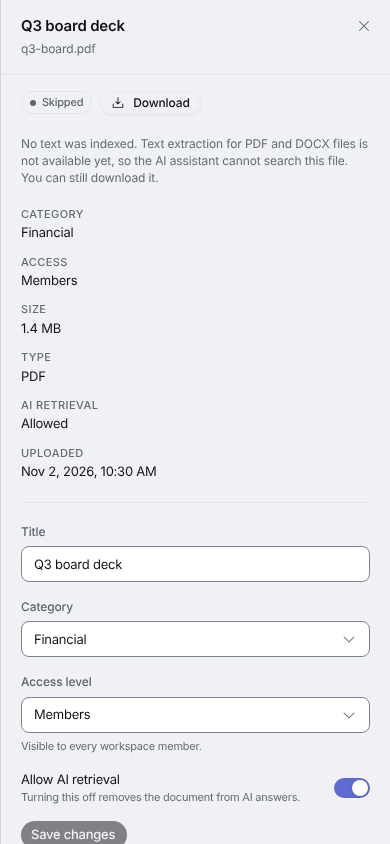 Q3 board deck
q3-board.pdf
Skipped
Download
No text was indexed. Text extraction for PDF and DOCX files is
not available yet, so the AI assistant cannot search this file.
You can still download it.
CATEGORY
Financial
ACCESS
Members
SIZE
1.4 MB
TYPE
PDF
AI RETRIEVAL
Allowed
UPLOADED
Nov 2, 2026, 10:30 AM
Title
Q3 board deck
Category
Financial
Access level
Members
Visible to every workspace member.
Allow AI retrieval
Turning this off removes the document from AI answers.
Save changes